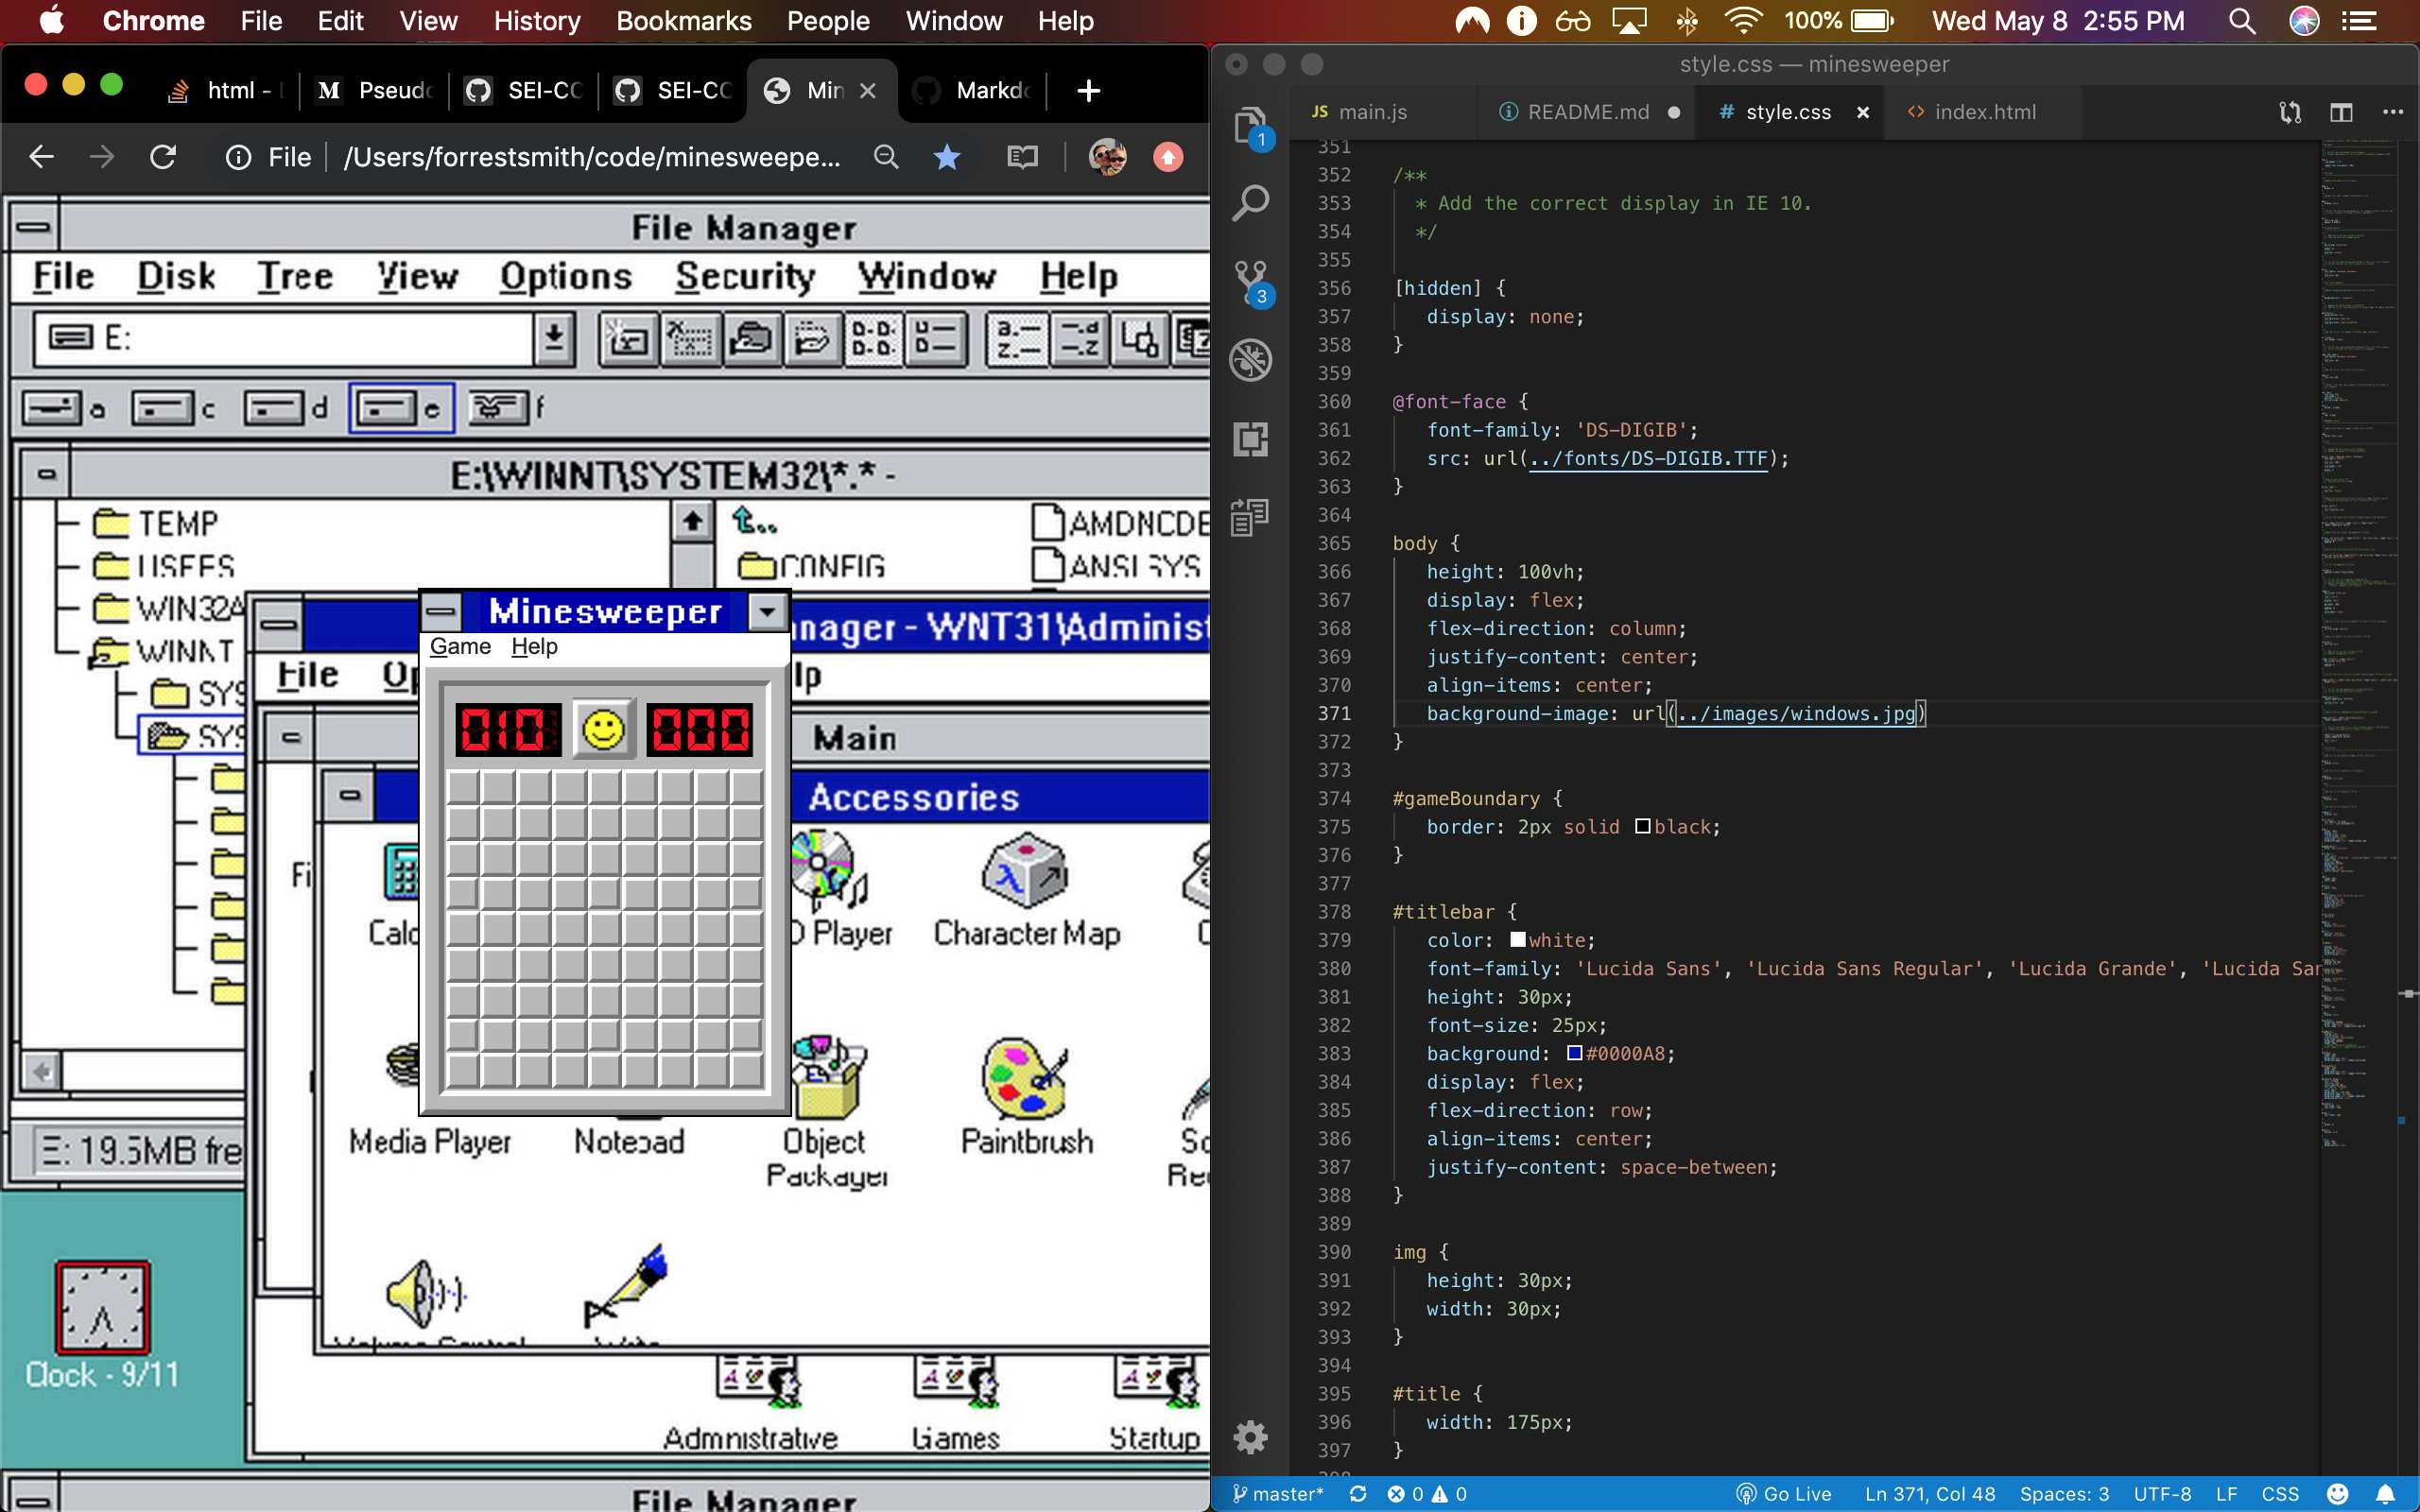 Chrome File Edit View History Bookmarks People Window Help 100% Wed May 8 2:55 PM
html - Pseudo SEI-CC SEI-CC Min Markdo
File /Users/forrestsmith/code/minesweepe...
File Manager
File Disk Tree View Options Security Window Help
E:
a c d e f
E:\WINNT\SYSTEM32\*.* -
TEMP
CONFIG
AMDNCDE
WIN32A
WINNT
SYS
SYS
Minesweeper
Game Help
010 000
nager - WNT31\Administ
File Op lp
Main
Accessories
Fi
Calc
D Player
Character Map
Media Player
Notepad
Object Packager
Paintbrush
E: 19.5MB fre
Volume Control
Write
Clock - 9/11
Administrative
Games
Startup
File Manager
style.css — minesweeper
JS main.js README.md # style.css index.html
1
3
351
352 /**
353 * Add the correct display in IE 10.
354 */
355
356 [hidden] {
357 display: none;
358 }
359
360 @font-face {
361 font-family: 'DS-DIGIB';
362 src: url(../fonts/DS-DIGIB.TTF);
363 }
364
365 body {
366 height: 100vh;
367 display: flex;
368 flex-direction: column;
369 justify-content: center;
370 align-items: center;
371 background-image: url(../images/windows.jpg)
372 }
373
374 #gameBoundary {
375 border: 2px solid black;
376 }
377
378 #titlebar {
379 color: white;
380 font-family: 'Lucida Sans', 'Lucida Sans Regular', 'Lucida Grande', 'Lucida San
381 height: 30px;
382 font-size: 25px;
383 background: #0000A8;
384 display: flex;
385 flex-direction: row;
386 align-items: center;
387 justify-content: space-between;
388 }
389
390 img {
391 height: 30px;
392 width: 30px;
393 }
394
395 #title {
396 width: 175px;
397 }
master* 0 0 Go Live Ln 371, Col 48 Spaces: 3 UTF-8 LF CSS